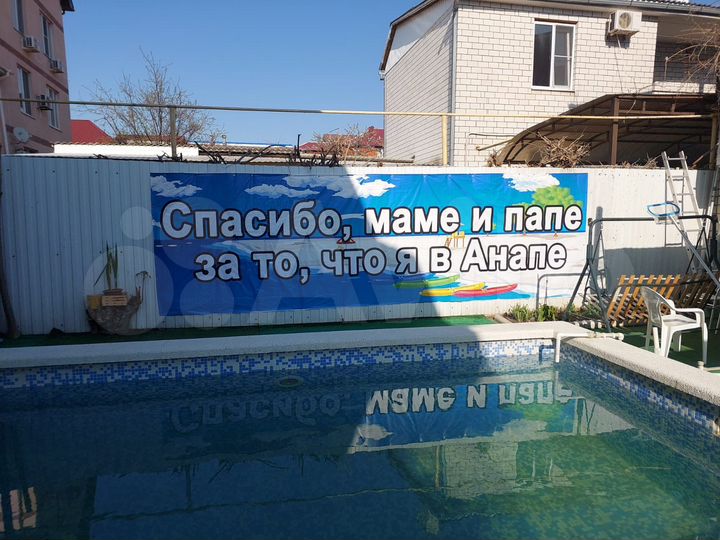 Спасибо, маме и папе
за то, что я в Анапе